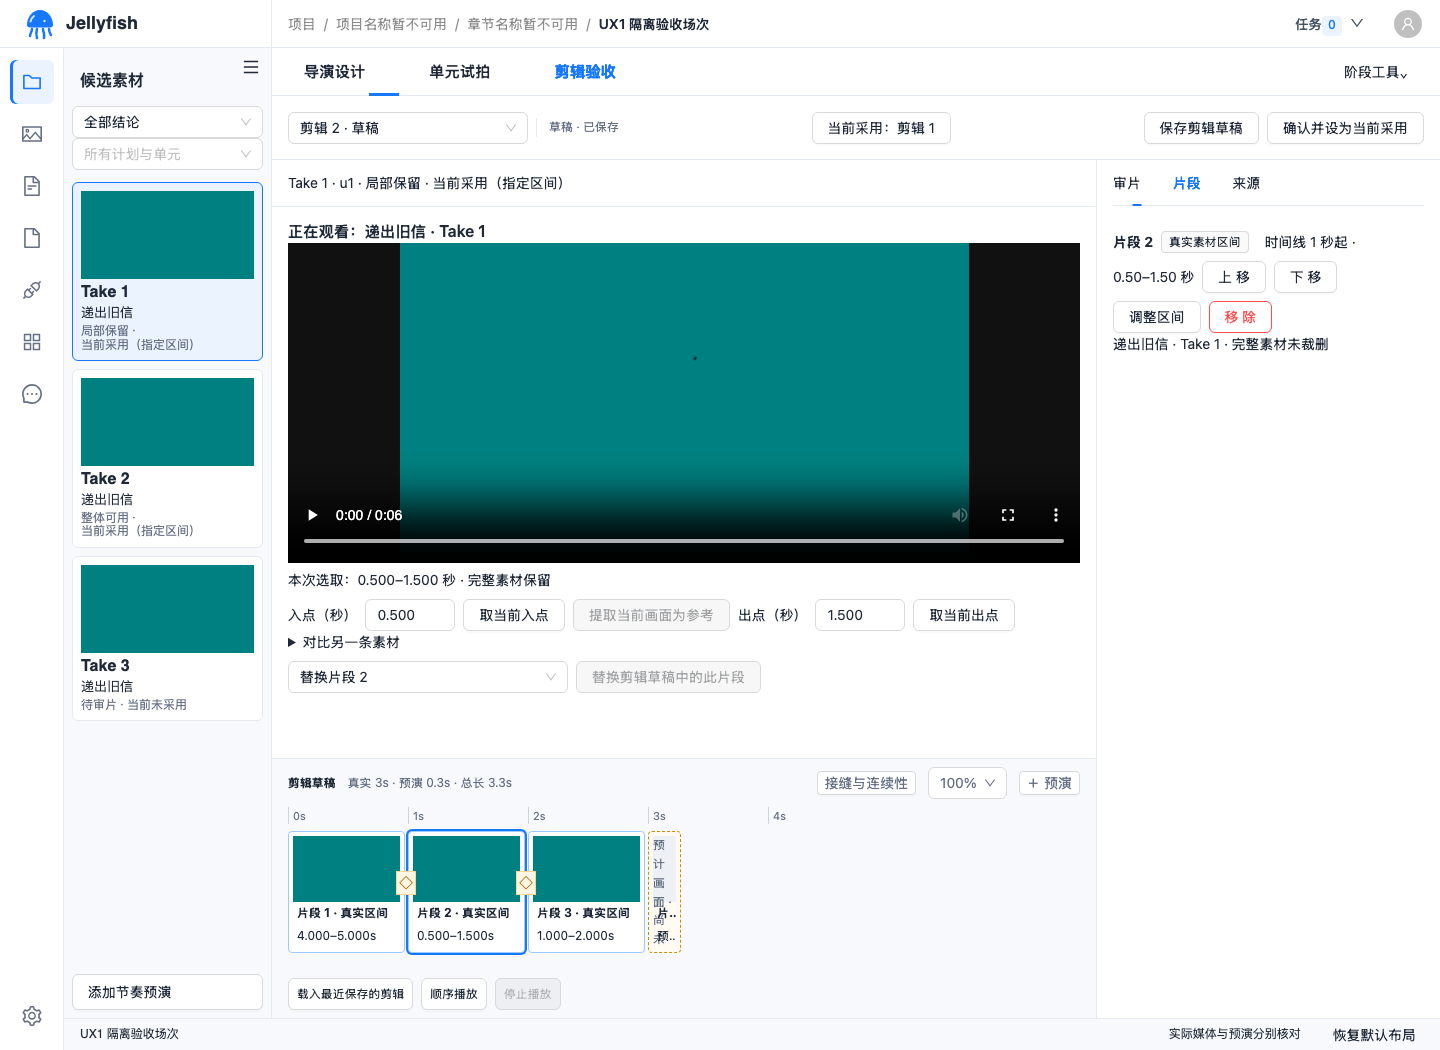 Jellyfish
项目 / 项目名称暂不可用 / 章节名称暂不可用 / UX1 隔离验收场次
任务 0
候选素材
全部结论
所有计划与单元
Take 1
递出旧信
局部保留 ·
当前采用（指定区间）
Take 2
递出旧信
整体可用 ·
当前采用（指定区间）
Take 3
递出旧信
待审片 · 当前未采用
添加节奏预演
导演设计 单元试拍 剪辑验收
阶段工具
剪辑 2 · 草稿
草稿 · 已保存
当前采用：剪辑 1
保存剪辑草稿
确认并设为当前采用
Take 1 · u1 · 局部保留 · 当前采用（指定区间）
正在观看：递出旧信 · Take 1
0:00 / 0:06
本次选取：0.500–1.500 秒 · 完整素材保留
入点（秒） 0.500 取当前入点 提取当前画面为参考 出点（秒） 1.500 取当前出点
对比另一条素材
替换片段 2 替换剪辑草稿中的此片段
审片 片段 来源
片段 2 真实素材区间 时间线 1 秒起 ·
0.50–1.50 秒 上 移 下 移
调整区间 移 除
递出旧信 · Take 1 · 完整素材未裁删
剪辑草稿 真实 3s · 预演 0.3s · 总长 3.3s
接缝与连续性 100% + 预演
0s 1s 2s 3s 4s
片段 1 · 真实区间
4.000–5.000s
片段 2 · 真实区间
0.500–1.500s
片段 3 · 真实区间
1.000–2.000s
预计画面 · 尚未
片..
预..
载入最近保存的剪辑 顺序播放 停止播放
UX1 隔离验收场次
实际媒体与预演分别核对 恢复默认布局